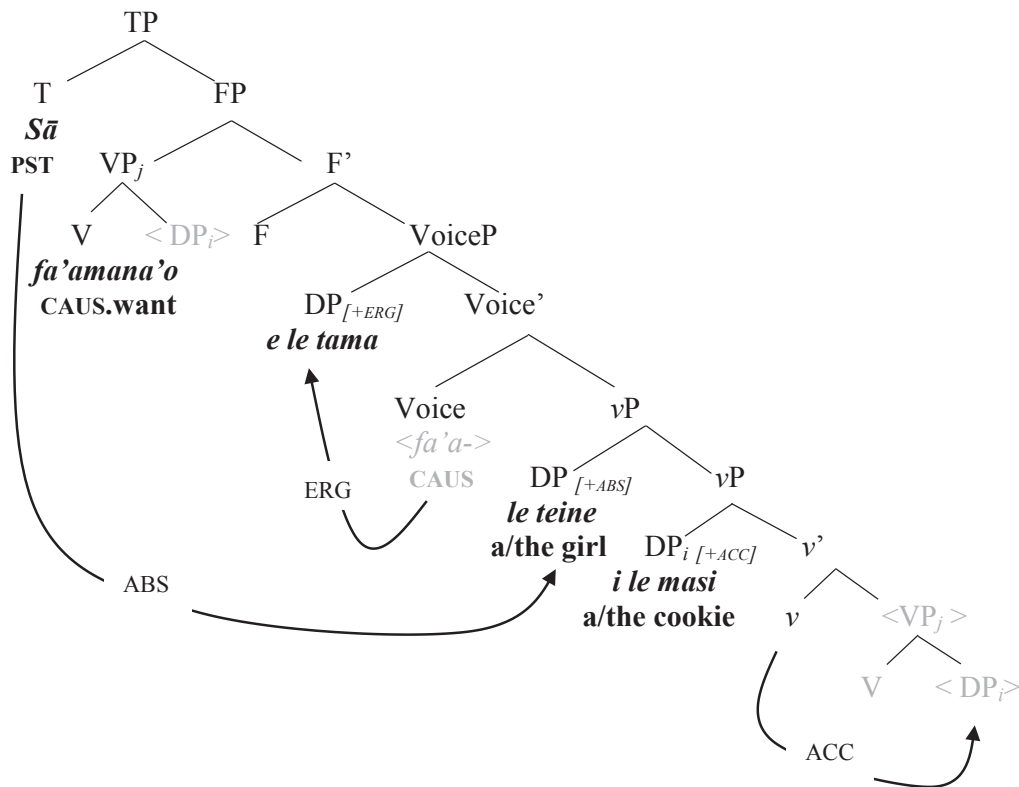 TP
T FP
Sā
PST VPj F’
V < DPi> F VoiceP
fa’amana’o
CAUS.want DP[+ERG] Voice’
e le tama
Voice vP
<fa’a->
ERG CAUS DP [+ABS] vP
le teine
a/the girl DPi [+ACC] v’
ABS i le masi
a/the cookie v <VPj >
V < DPi>
ACC